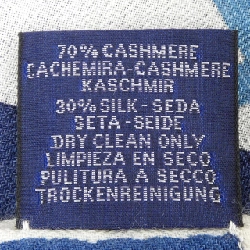 70% CASHMERE
CACHEMIRA-CASHMERE
KASCHMIR
30% SILK-SEDA
SETA-SEIDE
DRY CLEAN ONLY
LIMPIEZA EN SECO
PULITURA A SECCO
TROCKENREINIGUNG